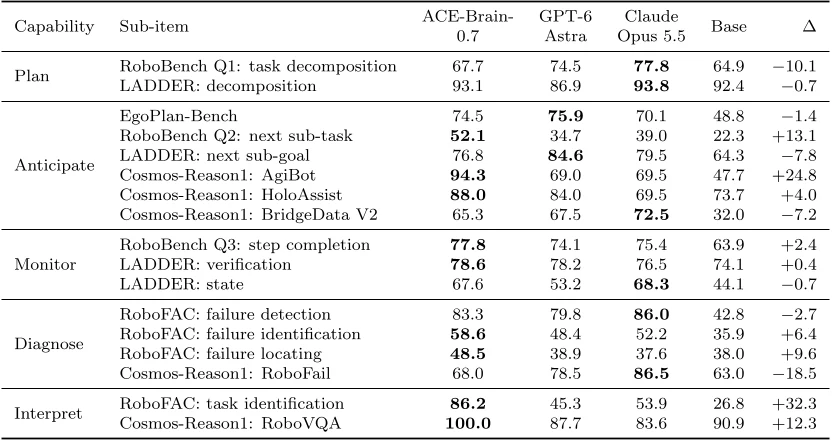 Capability Sub-item ACE-Brain-0.7 GPT-6 Astra Claude Opus 5.5 Base Δ
Plan
RoboBench Q1: task decomposition 67.7 74.5 77.8 64.9 −10.1
LADDER: decomposition 93.1 86.9 93.8 92.4 −0.7
Anticipate
EgoPlan-Bench 74.5 75.9 70.1 48.8 −1.4
RoboBench Q2: next sub-task 52.1 34.7 39.0 22.3 +13.1
LADDER: next sub-goal 76.8 84.6 79.5 64.3 −7.8
Cosmos-Reason1: AgiBot 94.3 69.0 69.5 47.7 +24.8
Cosmos-Reason1: HoloAssist 88.0 84.0 69.5 73.7 +4.0
Cosmos-Reason1: BridgeData V2 65.3 67.5 72.5 32.0 −7.2
Monitor
RoboBench Q3: step completion 77.8 74.1 75.4 63.9 +2.4
LADDER: verification 78.6 78.2 76.5 74.1 +0.4
LADDER: state 67.6 53.2 68.3 44.1 −0.7
Diagnose
RoboFAC: failure detection 83.3 79.8 86.0 42.8 −2.7
RoboFAC: failure identification 58.6 48.4 52.2 35.9 +6.4
RoboFAC: failure locating 48.5 38.9 37.6 38.0 +9.6
Cosmos-Reason1: RoboFail 68.0 78.5 86.5 63.0 −18.5
Interpret
RoboFAC: task identification 86.2 45.3 53.9 26.8 +32.3
Cosmos-Reason1: RoboVQA 100.0 87.7 83.6 90.9 +12.3